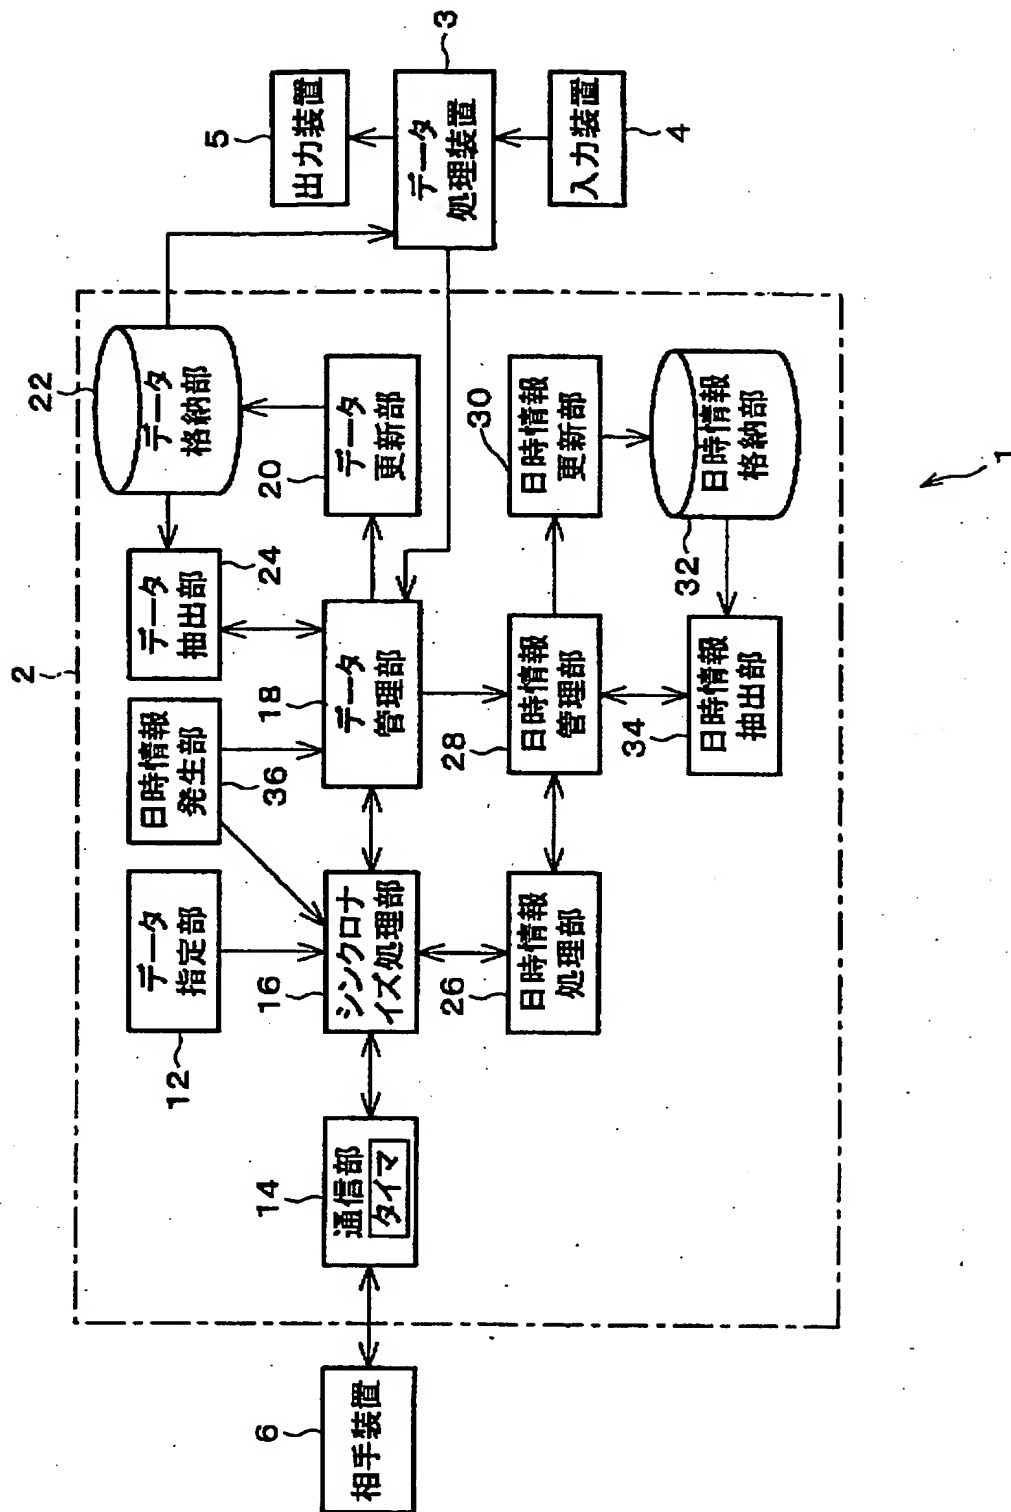 2
22
データ
格納部
5
出力装置
3
データ
処理装置
入力装置
4
データ
指定部
12
日時情報
発生部
36
データ
抽出部
24
20
データ
更新部
6
相手装置
14
通信部
タイマ
16
シンクロナ
イズ処理部
18
データ
管理部
26
日時情報
処理部
28
日時情報
管理部
30
日時情報
更新部
34
日時情報
抽出部
32
日時情報
格納部
1